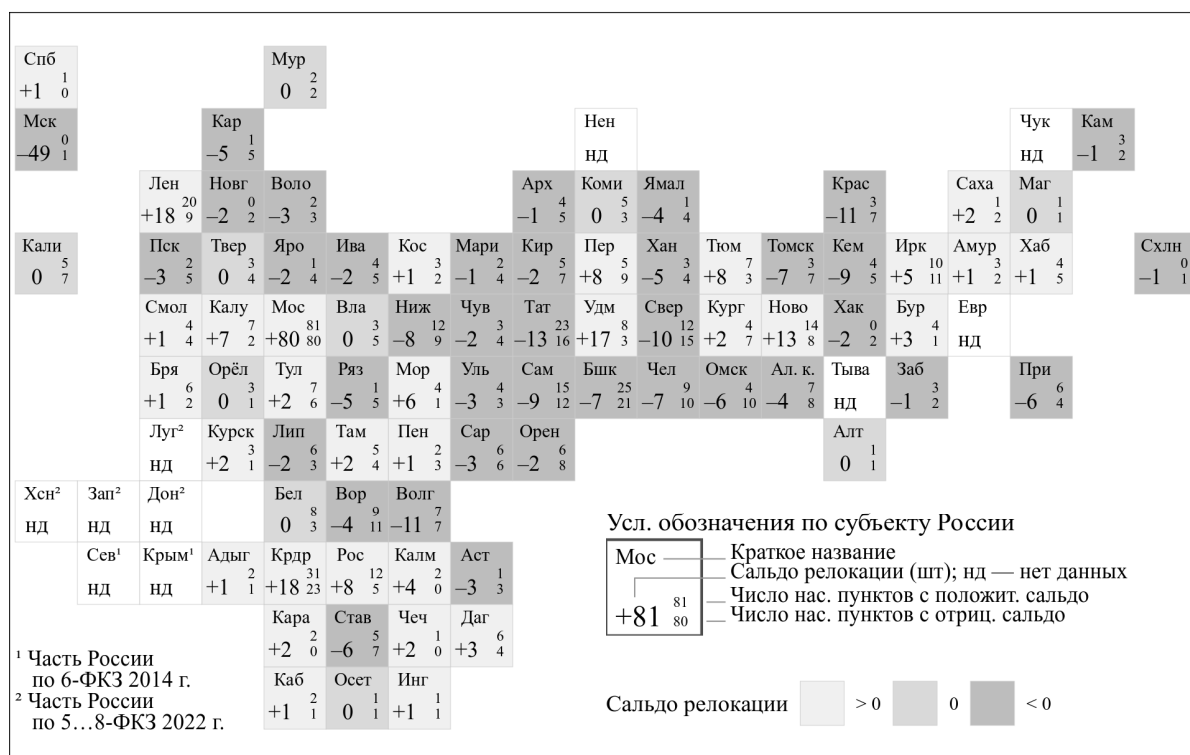 Спб
1
+1 0
Мур
2
0 2
Мск
0
–49 1
Кар
1
–5 5
Нен
нд
Чук
нд
Кам
3
–1 2
Лен
20
+18 9
Новг
0
–2 2
Воло
2
–3 3
Арх
4
–1 5
Коми
5
0 3
Ямал
1
–4 4
Крас
3
–11 7
Саха
1
+2 2
Маг
1
0 1
Кали
5
0 7
Пск
2
–3 5
Твер
3
0 4
Яро
1
–2 4
Ива
4
–2 5
Кос
3
+1 2
Мари
2
–1 4
Кир
5
–2 7
Пер
5
+8 9
Хан
3
–5 4
Тюм
7
+8 3
Томск
3
–7 7
Кем
4
–9 5
Ирк
10
+5 11
Амур
3
+1 2
Хаб
4
+1 5
Схлн
0
–1 1
Смол
4
+1 4
Калу
7
+7 2
Мос
81
+80 80
Вла
3
0 5
Ниж
12
–8 9
Чув
3
–2 4
Тат
23
–13 16
Удм
8
+17 3
Свер
12
–10 15
Кург
4
+2 7
Ново
14
+13 8
Хак
0
–2 2
Бур
4
+3 1
Евр
нд
Бря
6
+1 2
Орёл
3
0 1
Тул
7
+2 6
Ряз
1
–5 5
Мор
4
+6 1
Уль
4
–3 3
Сам
15
–9 12
Бшк
25
–7 21
Чел
9
–7 10
Омск
4
–6 10
Ал. к.
7
–4 8
Тыва
нд
Заб
3
–1 2
При
6
–6 4
Луг²
нд
Курск
3
+2 1
Лип
6
–2 3
Там
5
+2 4
Пен
2
+1 3
Сар
6
–3 6
Орен
6
–2 8
Алт
1
0 1
Хсн²
нд
Зап²
нд
Дон²
нд
Бел
8
0 3
Вор
9
–4 11
Волг
7
–11 7
Сев¹
нд
Крым¹
нд
Адыг
2
+1 1
Крдр
31
+18 23
Рос
12
+8 5
Калм
2
+4 0
Аст
1
–3 3
Кара
2
+2 0
Став
5
–6 7
Чеч
1
+2 0
Даг
6
+3 4
Каб
2
+1 1
Осет
1
0 1
Инг
1
+1 1
¹ Часть России
по 6-ФКЗ 2014 г.
² Часть России
по 5…8-ФКЗ 2022 г.
Усл. обозначения по субъекту России
Мос
81
+81 80
Краткое название
Сальдо релокации (шт); нд — нет данных
Число нас. пунктов с положит. сальдо
Число нас. пунктов с отриц. сальдо
Сальдо релокации > 0 0 < 0